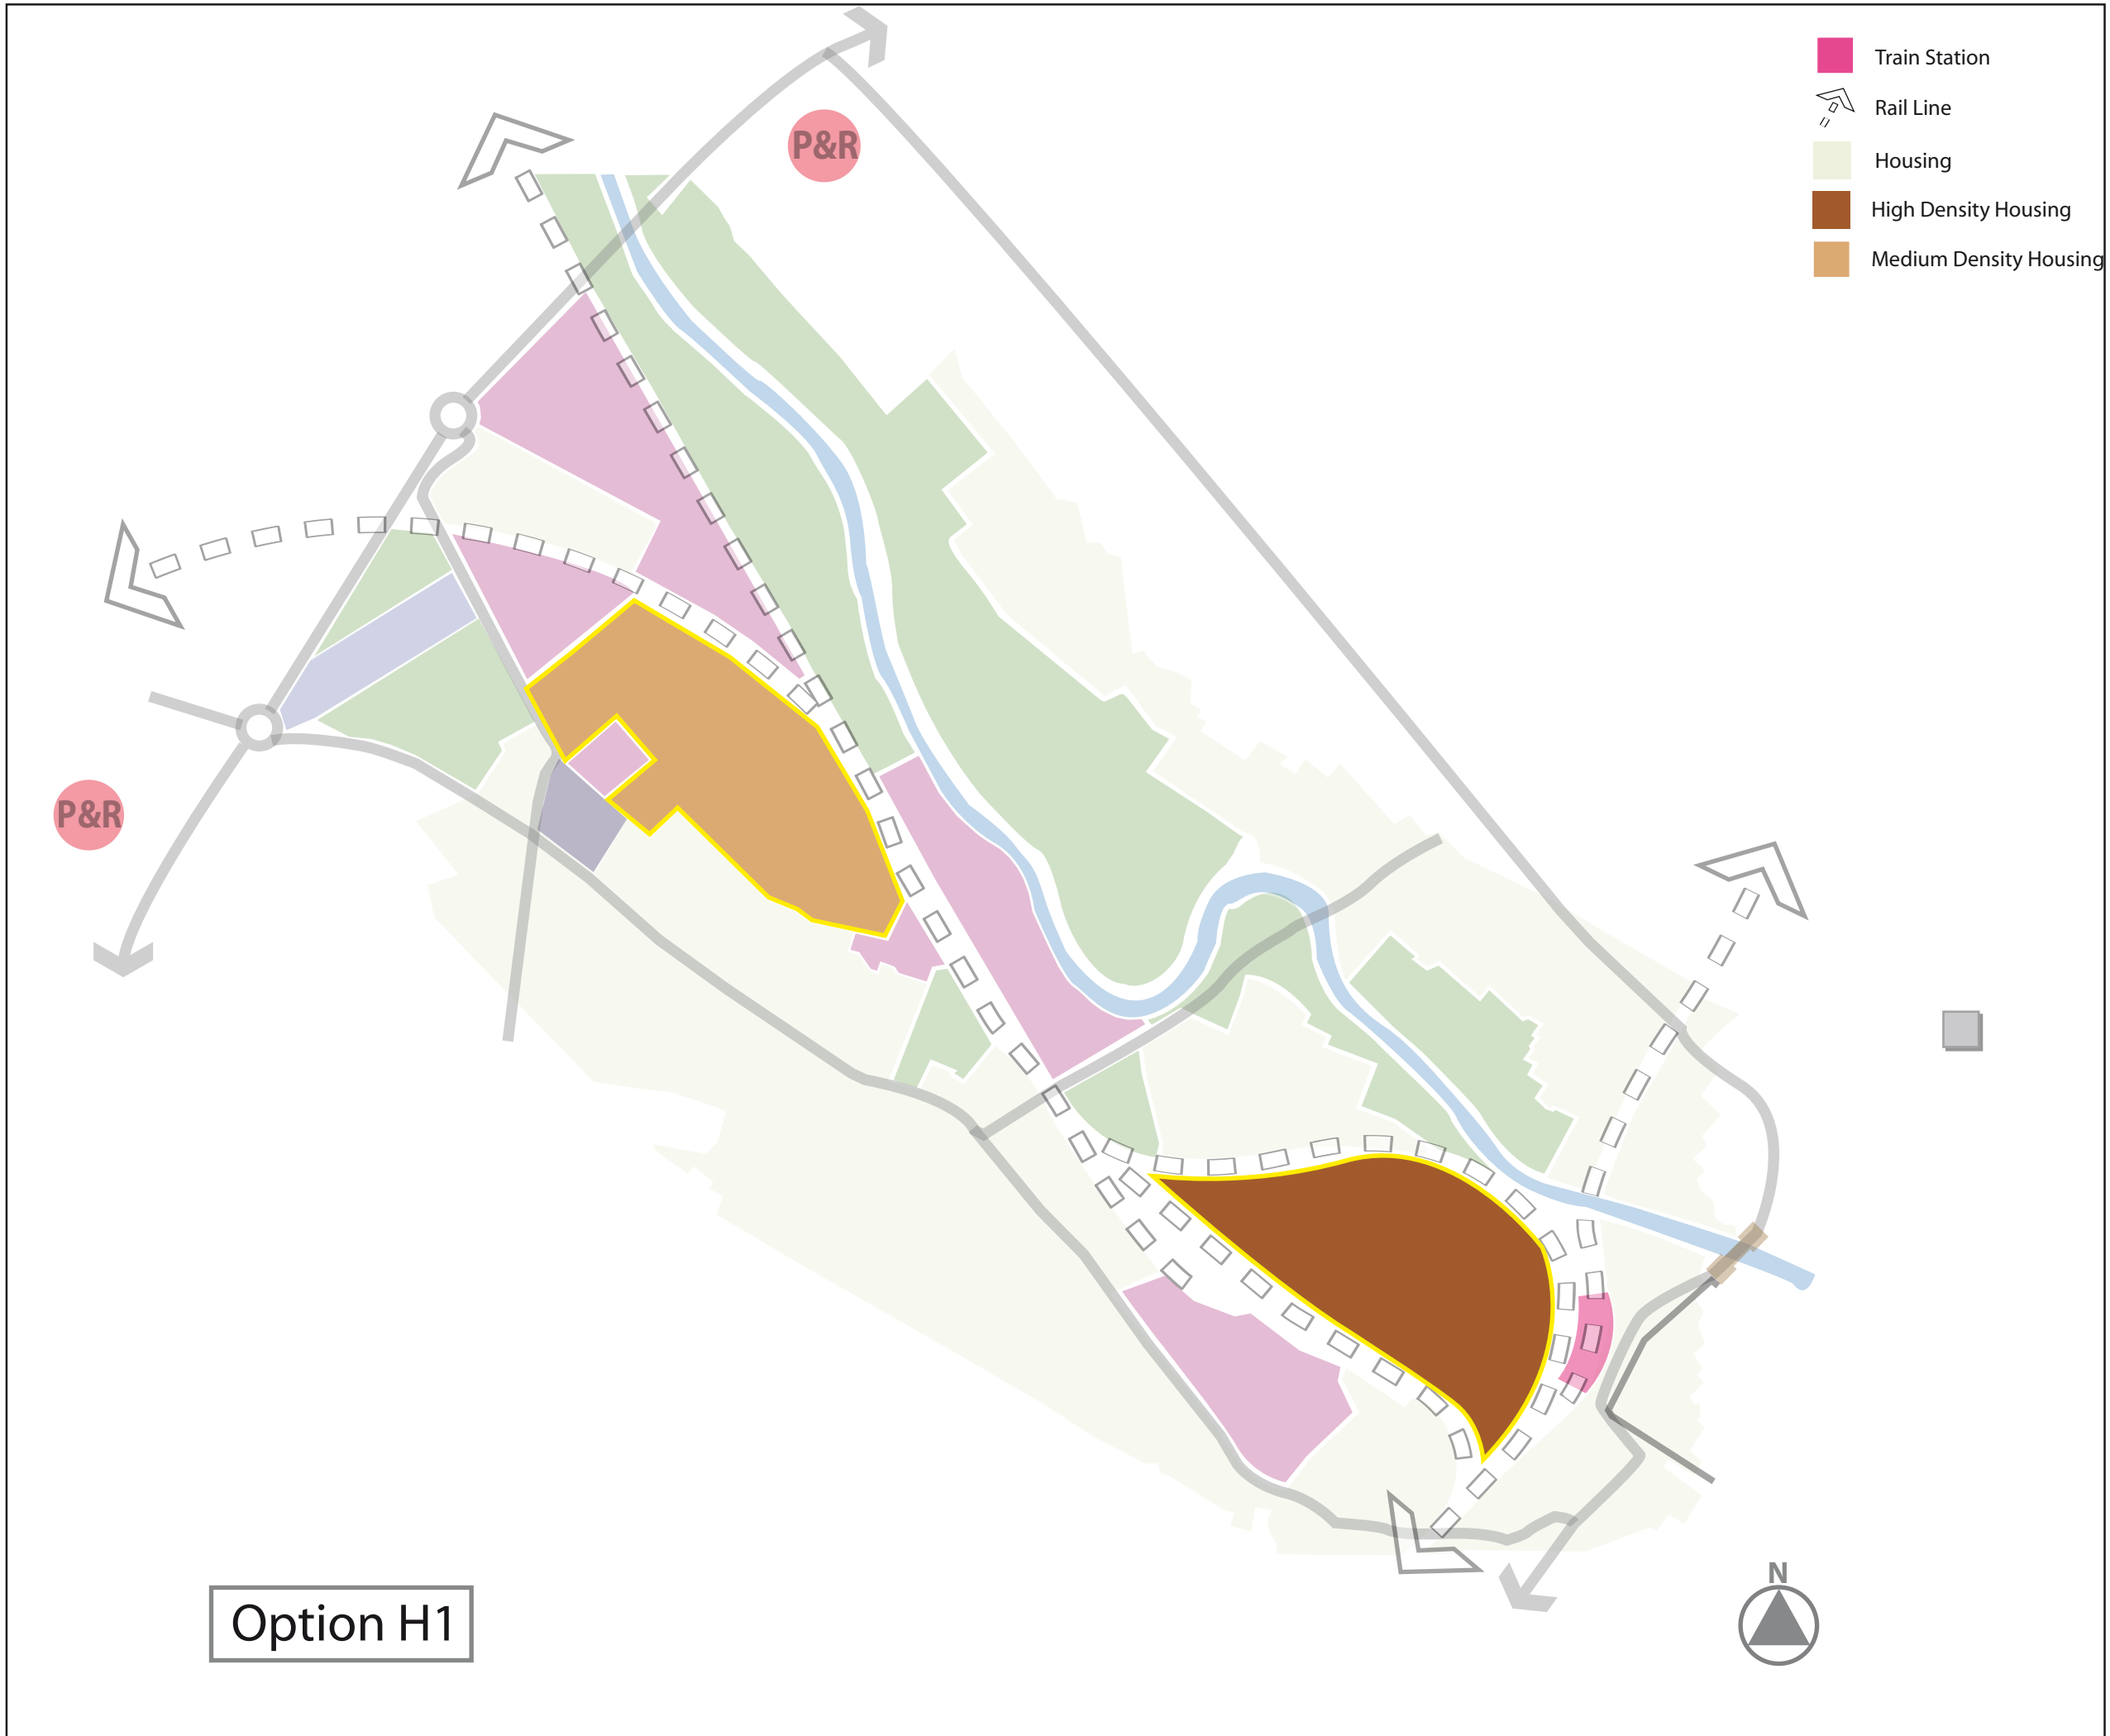 P&R
Train Station
Rail Line
Housing
High Density Housing
Medium Density Housing
P&R
Option H1
N